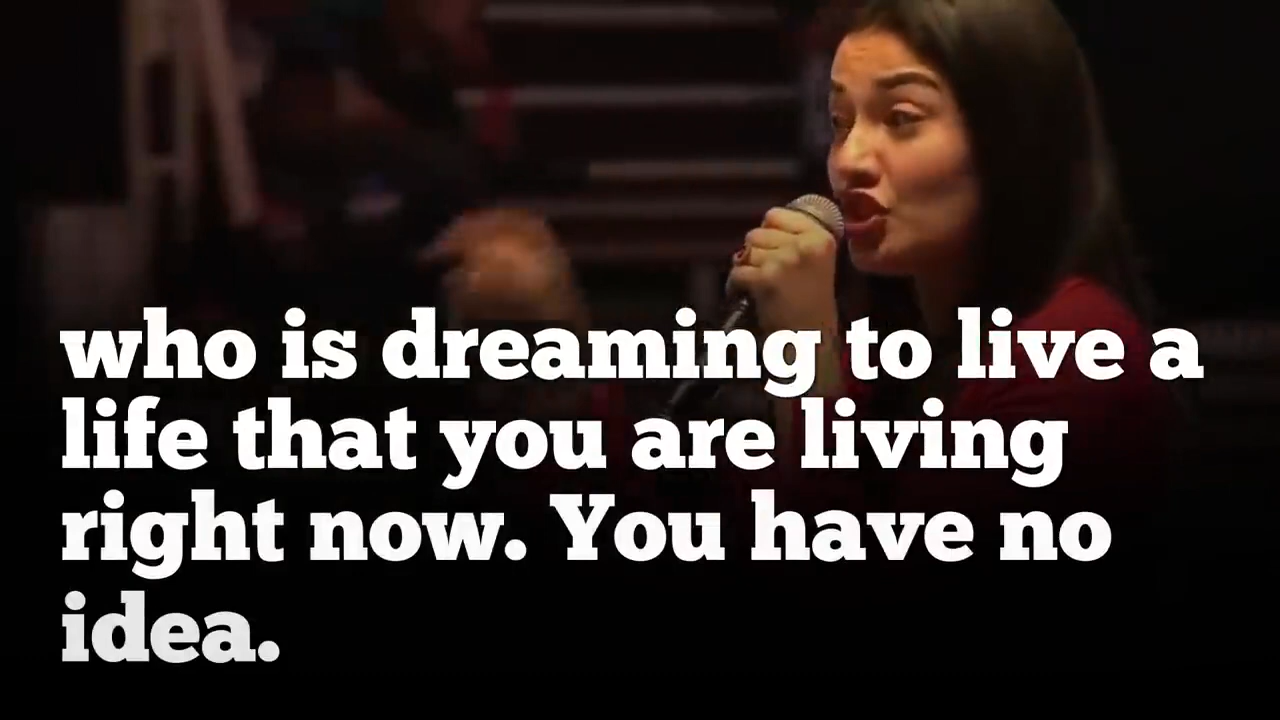 who is dreaming to live a
life that you are living
right now. You have no
idea.